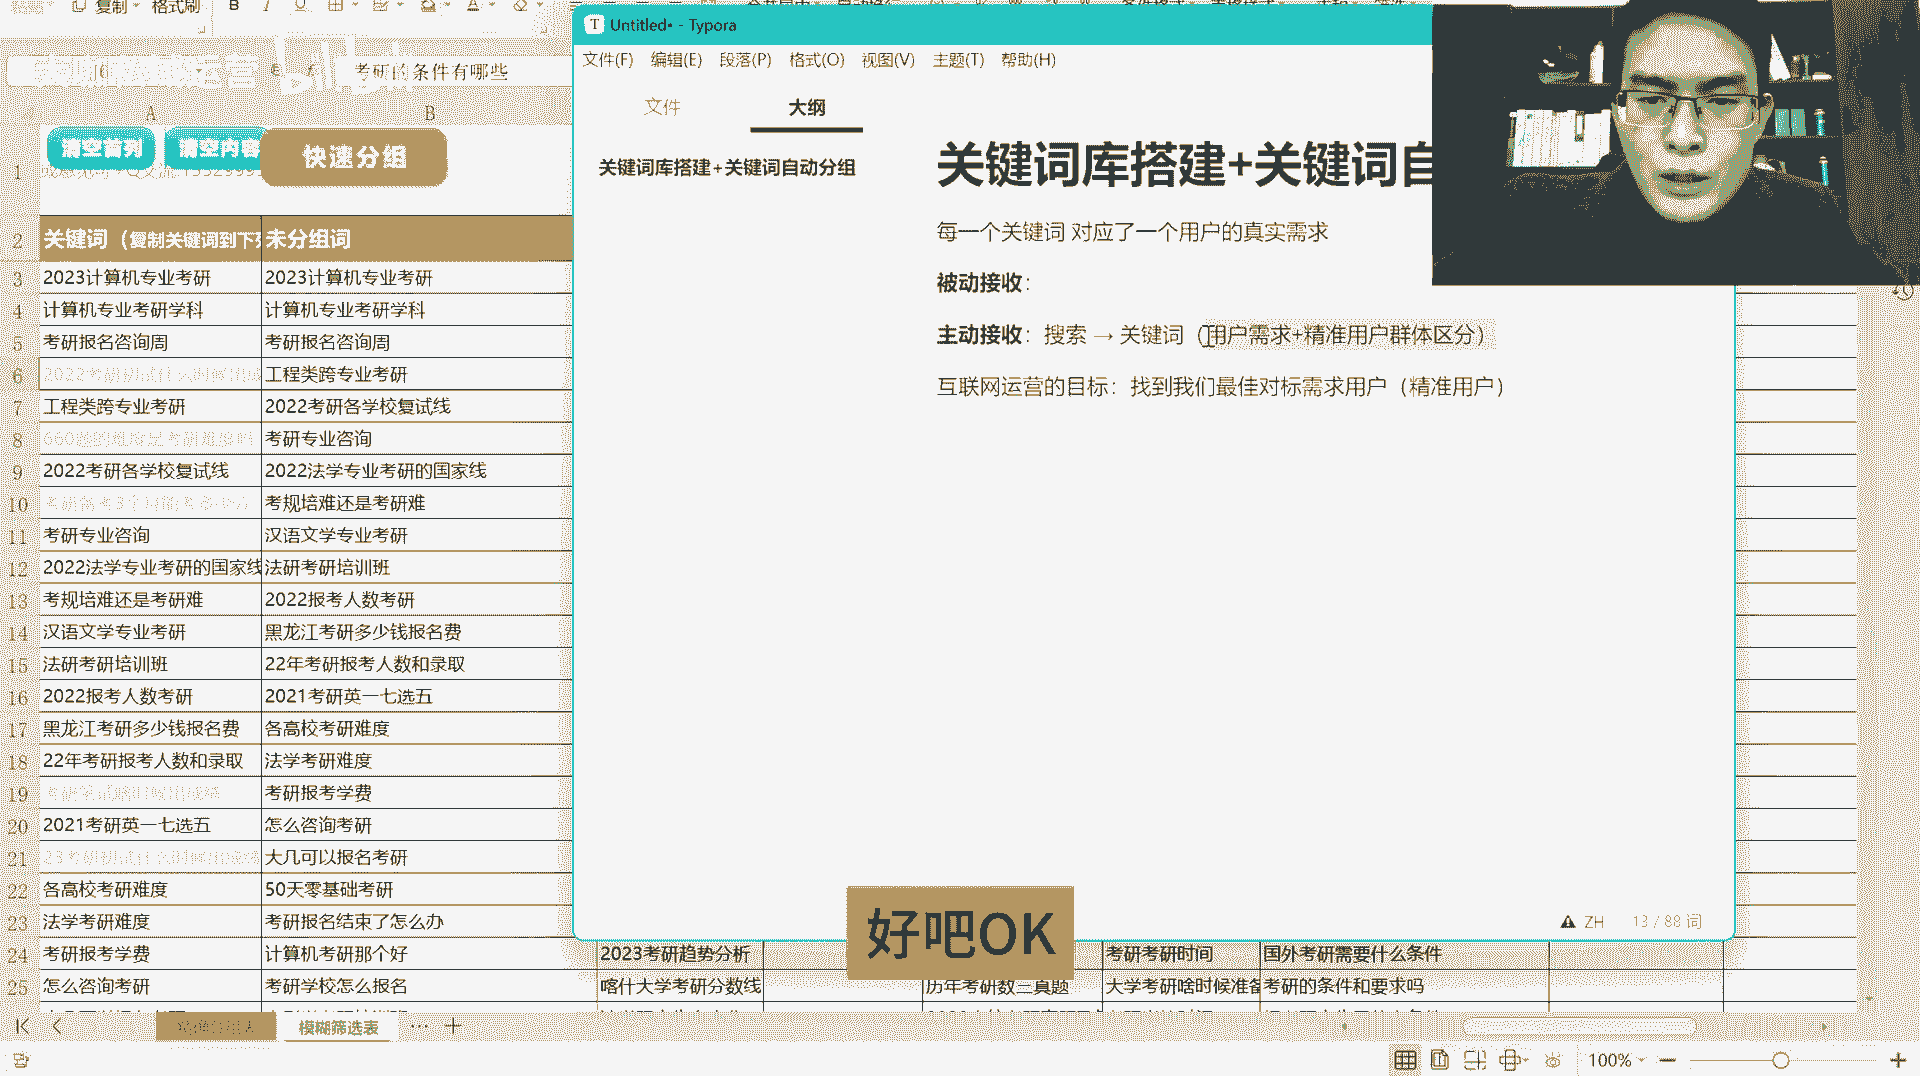 复制
格式刷
B
考研的条件有哪些
A
B
清空首列
清空内容
快速分组
1
2
关键词（复制关键词到下列
未分组词
3
2023计算机专业考研
2023计算机专业考研
4
计算机专业考研学科
计算机专业考研学科
5
考研报名咨询周
考研报名咨询周
6
工程类跨专业考研
7
工程类跨专业考研
2022考研各学校复试线
8
考研专业咨询
9
2022考研各学校复试线
2022法学专业考研的国家线
10
考规培难还是考研难
11
考研专业咨询
汉语文学专业考研
12
2022法学专业考研的国家线
法研考研培训班
13
考规培难还是考研难
2022报考人数考研
14
汉语文学专业考研
黑龙江考研多少钱报名费
15
法研考研培训班
22年考研报考人数和录取
16
2022报考人数考研
2021考研英一七选五
17
黑龙江考研多少钱报名费
各高校考研难度
18
22年考研报考人数和录取
法学考研难度
19
考研报考学费
20
2021考研英一七选五
怎么咨询考研
21
大几可以报名考研
22
各高校考研难度
50天零基础考研
23
法学考研难度
考研报名结束了怎么办
24
考研报考学费
计算机考研那个好
2023考研趋势分析
考研考研时间
国外考研需要什么条件
25
怎么咨询考研
考研学校怎么报名
喀什大学考研分数线
历年考研数三真题
大学考研啥时候准备
考研的条件和要求吗
T Untitled• - Typora
文件(F) 编辑(E) 段落(P) 格式(O) 视图(V) 主题(T) 帮助(H)
文件
大纲
关键词库搭建+关键词自动分组
关键词库搭建+关键词自
每一个关键词 对应了一个用户的真实需求
被动接收：
主动接收：搜索 → 关键词（用户需求+精准用户群体区分）
互联网运营的目标：找到我们最佳对标需求用户（精准用户）
ZH
13 / 88 词
好吧OK
模糊筛选表
100%